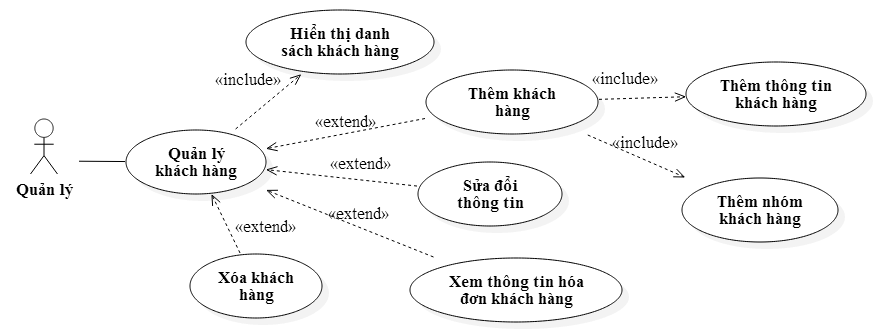 Hiển thị danh
sách khách hàng
«include»
Thêm khách
hàng
«include»
Thêm thông tin
khách hàng
«extend»
«include»
Quản lý
Quản lý
khách hàng
«extend»
Sửa đổi
thông tin
Thêm nhóm
khách hàng
«extend»
«extend»
Xóa khách
hàng
Xem thông tin hóa
đơn khách hàng